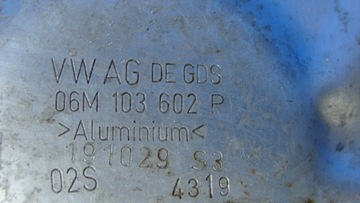 VW AG DE GDS
06M 103 602 P
>Aluminium<
191029 S3
02S 4319